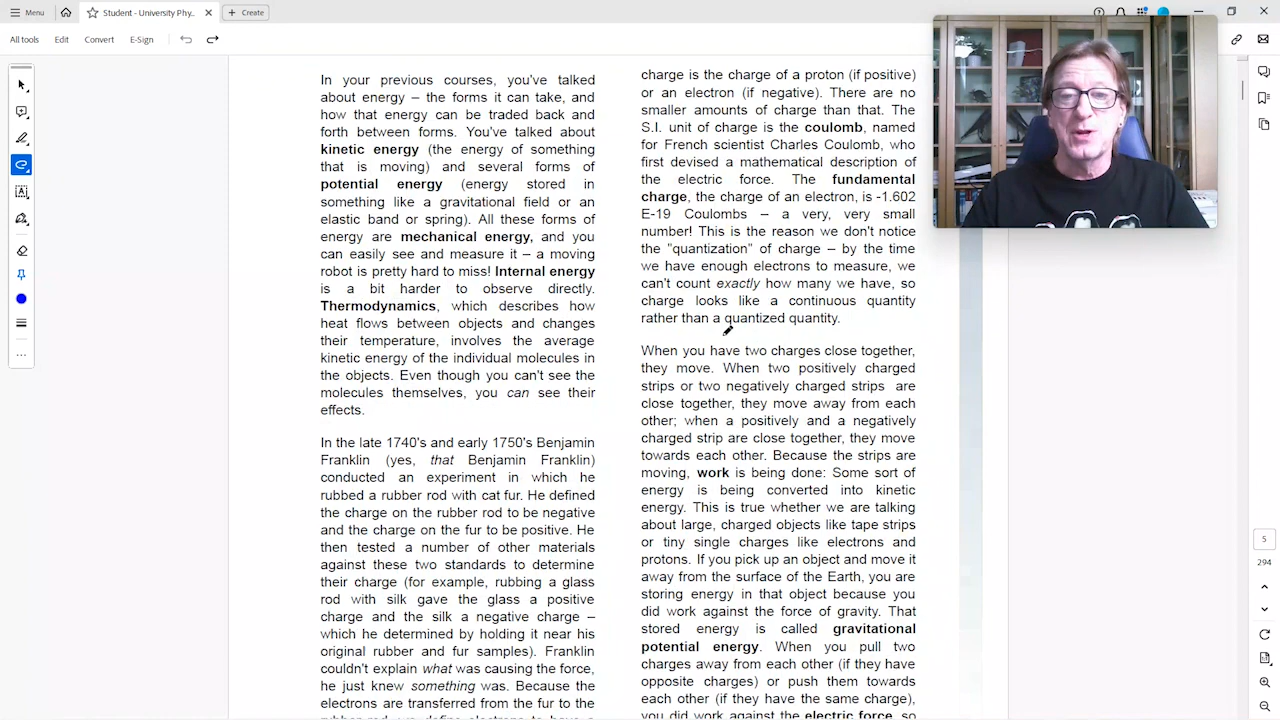 Menu
Student - University Phy...
Create
All tools
Edit
Convert
E-Sign
In your previous courses, you've talked
about energy – the forms it can take, and
how that energy can be traded back and
forth between forms. You've talked about
kinetic energy (the energy of something
that is moving) and several forms of
potential energy (energy stored in
something like a gravitational field or an
elastic band or spring). All these forms of
energy are mechanical energy, and you
can easily see and measure it – a moving
robot is pretty hard to miss! Internal energy
is a bit harder to observe directly.
Thermodynamics, which describes how
heat flows between objects and changes
their temperature, involves the average
kinetic energy of the individual molecules in
the objects. Even though you can't see the
molecules themselves, you can see their
effects.
In the late 1740's and early 1750's Benjamin
Franklin (yes, that Benjamin Franklin)
conducted an experiment in which he
rubbed a rubber rod with cat fur. He defined
the charge on the rubber rod to be negative
and the charge on the fur to be positive. He
then tested a number of other materials
against these two standards to determine
their charge (for example, rubbing a glass
rod with silk gave the glass a positive
charge and the silk a negative charge –
which he determined by holding it near his
original rubber and fur samples). Franklin
couldn't explain what was causing the force,
he just knew something was. Because the
electrons are transferred from the fur to the
charge is the charge of a proton (if positive)
or an electron (if negative). There are no
smaller amounts of charge than that. The
S.I. unit of charge is the coulomb, named
for French scientist Charles Coulomb, who
first devised a mathematical description of
the electric force. The fundamental
charge, the charge of an electron, is -1.602
E-19 Coulombs – a very, very small
number! This is the reason we don't notice
the "quantization" of charge – by the time
we have enough electrons to measure, we
can't count exactly how many we have, so
charge looks like a continuous quantity
rather than a quantized quantity.
When you have two charges close together,
they move. When two positively charged
strips or two negatively charged strips are
close together, they move away from each
other; when a positively and a negatively
charged strip are close together, they move
towards each other. Because the strips are
moving, work is being done: Some sort of
energy is being converted into kinetic
energy. This is true whether we are talking
about large, charged objects like tape strips
or tiny single charges like electrons and
protons. If you pick up an object and move it
away from the surface of the Earth, you are
storing energy in that object because you
did work against the force of gravity. That
stored energy is called gravitational
potential energy. When you pull two
charges away from each other (if they have
opposite charges) or push them towards
each other (if they have the same charge),
you did work against the electric force, so
5
294